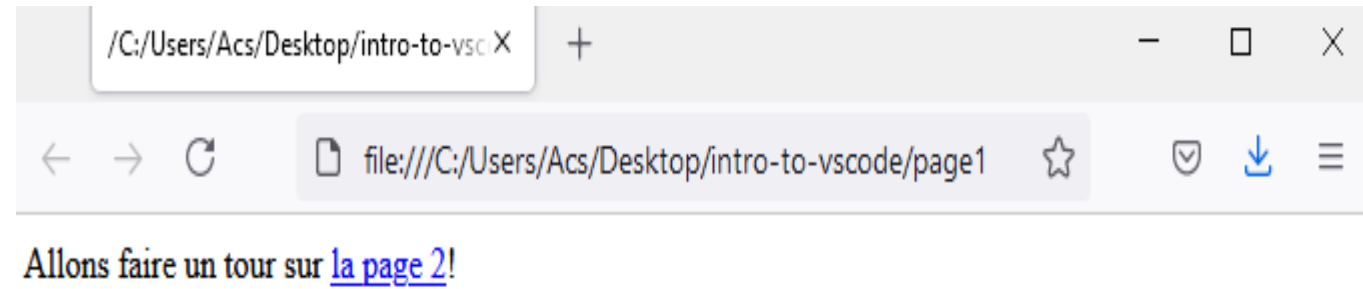 /C:/Users/Acs/Desktop/intro-to-vsc
file:///C:/Users/Acs/Desktop/intro-to-vscode/page1
Allons faire un tour sur la page 2!